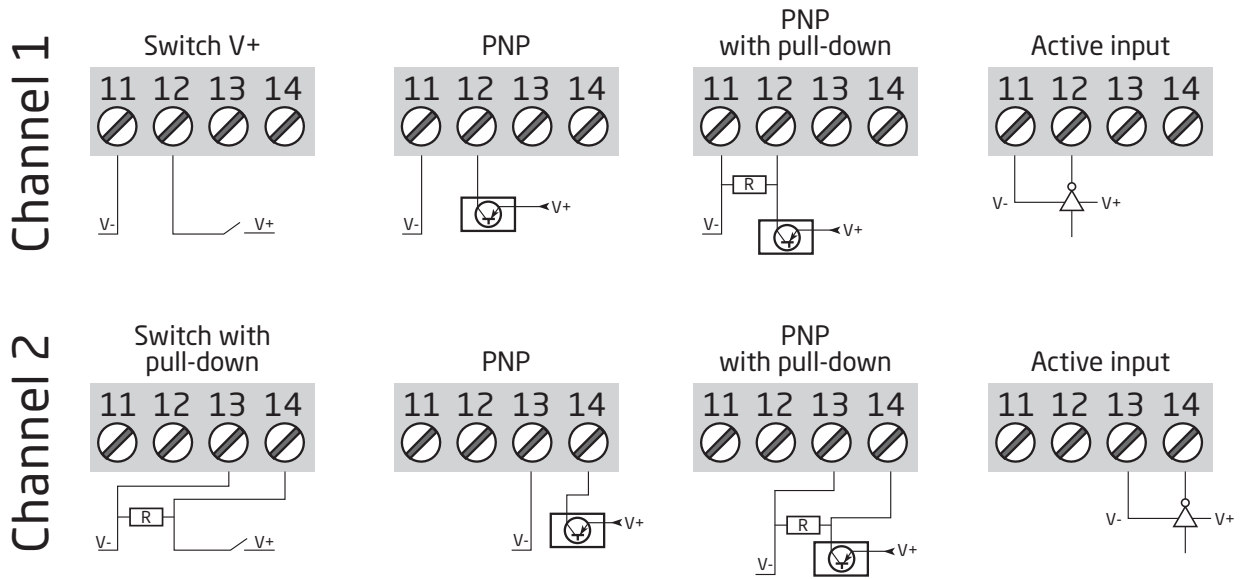 Channel 1
Switch V+
11 12 13 14
V-
V+
PNP
11 12 13 14
V-
V+
PNP
with pull-down
11 12 13 14
R
V-
V+
Active input
11 12 13 14
V-
V+
Channel 2
Switch with
pull-down
11 12 13 14
R
V-
V+
PNP
11 12 13 14
V-
V+
PNP
with pull-down
11 12 13 14
R
V-
V+
Active input
11 12 13 14
V-
V+